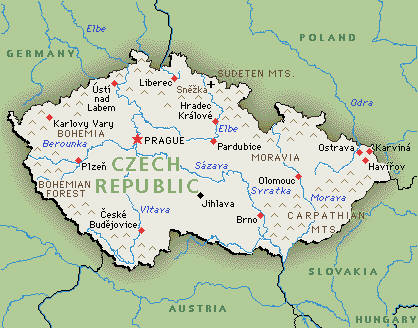 Elbe
POLAND
GERMANY
SUDETEN MTS.
Liberec
Ústí
nad
Labem
Sněžka
Hradec
Králové
Odra
Karlovy Vary
BOHEMIA
Elbe
Berounka
PRAGUE
Pardubice
Ostrava
Karviná
Havířov
MORAVIA
Plzeň
CZECH
REPUBLIC
Sázava
Olomouc
BOHEMIAN
FOREST
Svratka
Morava
Jihlava
Vltava
České
Budějovice
Brno
CARPATHIAN
MTS.
SLOVAKIA
AUSTRIA
HUNGARY